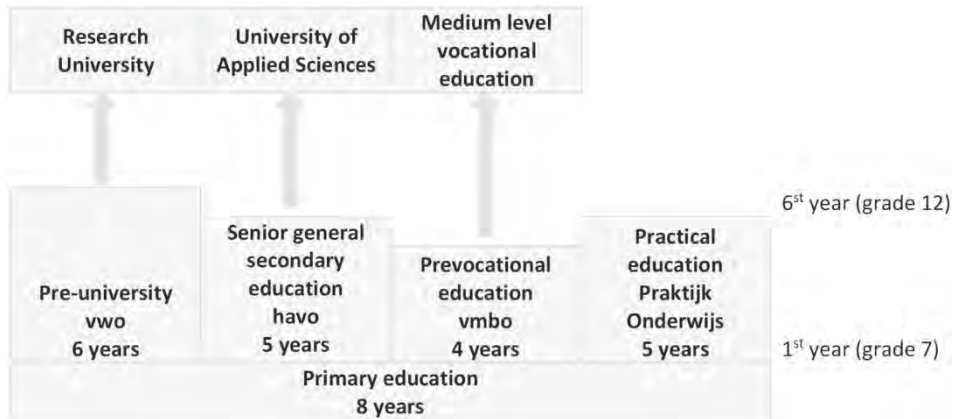 Research
University
University of
Applied Sciences
Medium level
vocational
education
6st year (grade 12)
Pre-university
vwo
6 years
Senior general
secondary
education
havo
5 years
Prevocational
education
vmbo
4 years
Practical
education
Praktijk
Onderwijs
5 years
1st year (grade 7)
Primary education
8 years